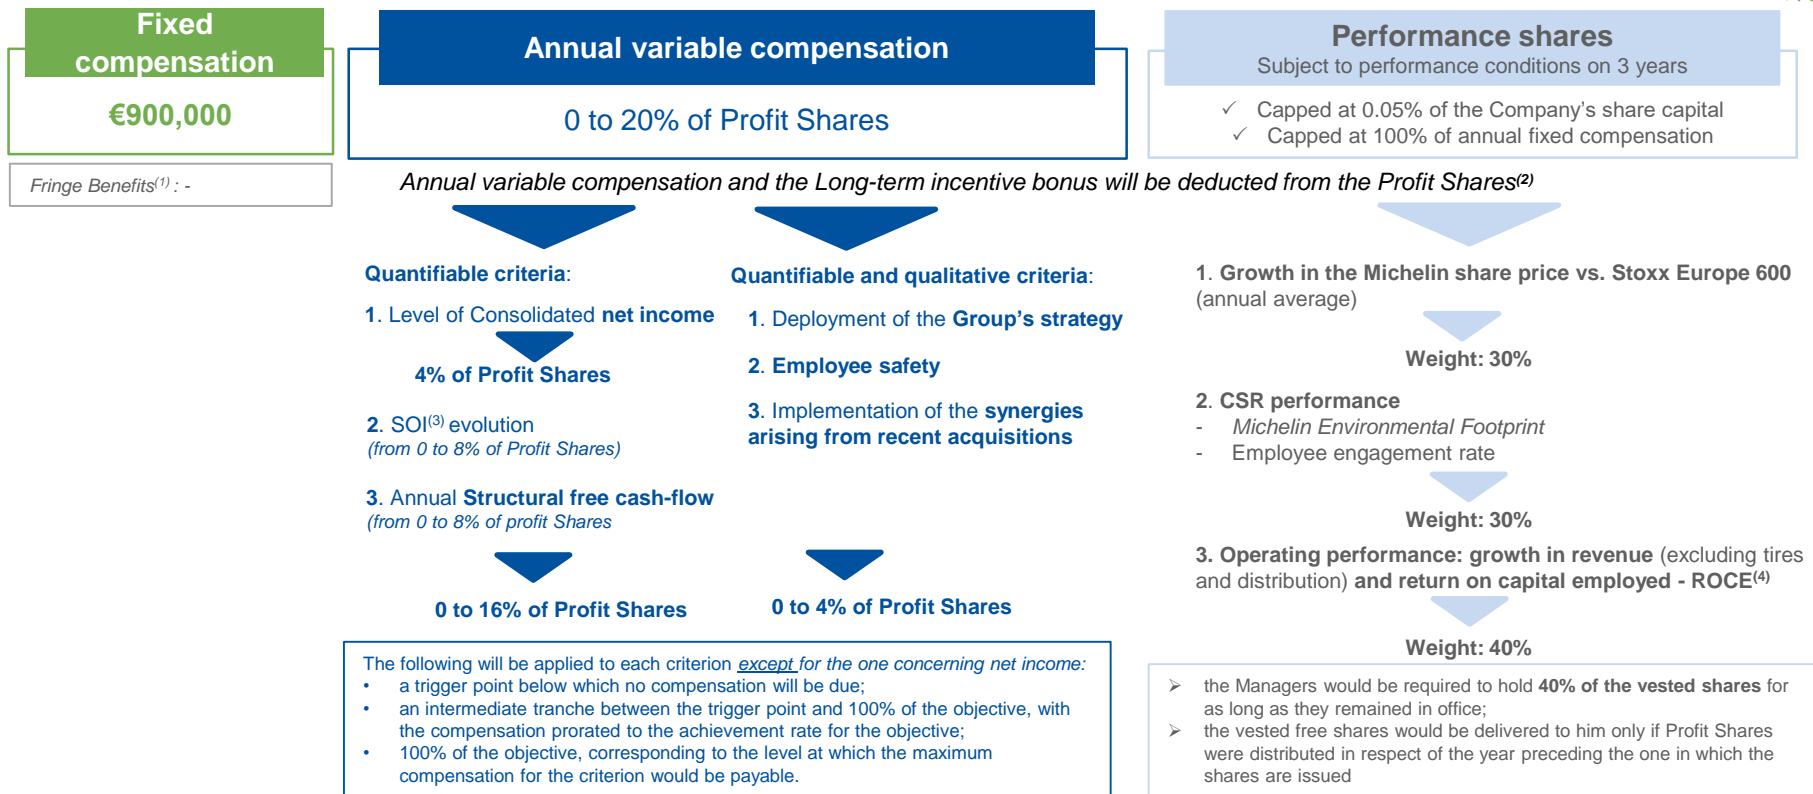 Fixed
compensation
€900,000
Fringe Benefits(1) : -
Annual variable compensation
0 to 20% of Profit Shares
Performance shares
Subject to performance conditions on 3 years
✓ Capped at 0.05% of the Company's share capital
✓ Capped at 100% of annual fixed compensation
Annual variable compensation and the Long-term incentive bonus will be deducted from the Profit Shares(2)
Quantifiable criteria:
1. Level of Consolidated net income
4% of Profit Shares
2. SOI(3) evolution
(from 0 to 8% of Profit Shares)
3. Annual Structural free cash-flow
(from 0 to 8% of profit Shares
0 to 16% of Profit Shares
Quantifiable and qualitative criteria:
1. Deployment of the Group's strategy
2. Employee safety
3. Implementation of the synergies
arising from recent acquisitions
0 to 4% of Profit Shares
The following will be applied to each criterion except for the one concerning net income:
• a trigger point below which no compensation will be due;
• an intermediate tranche between the trigger point and 100% of the objective, with
the compensation prorated to the achievement rate for the objective;
• 100% of the objective, corresponding to the level at which the maximum
compensation for the criterion would be payable.
1. Growth in the Michelin share price vs. Stoxx Europe 600
(annual average)
Weight: 30%
2. CSR performance
- Michelin Environmental Footprint
- Employee engagement rate
Weight: 30%
3. Operating performance: growth in revenue (excluding tires
and distribution) and return on capital employed - ROCE(4)
Weight: 40%
➢ the Managers would be required to hold 40% of the vested shares for
as long as they remained in office;
➢ the vested free shares would be delivered to him only if Profit Shares
were distributed in respect of the year preceding the one in which the
shares are issued